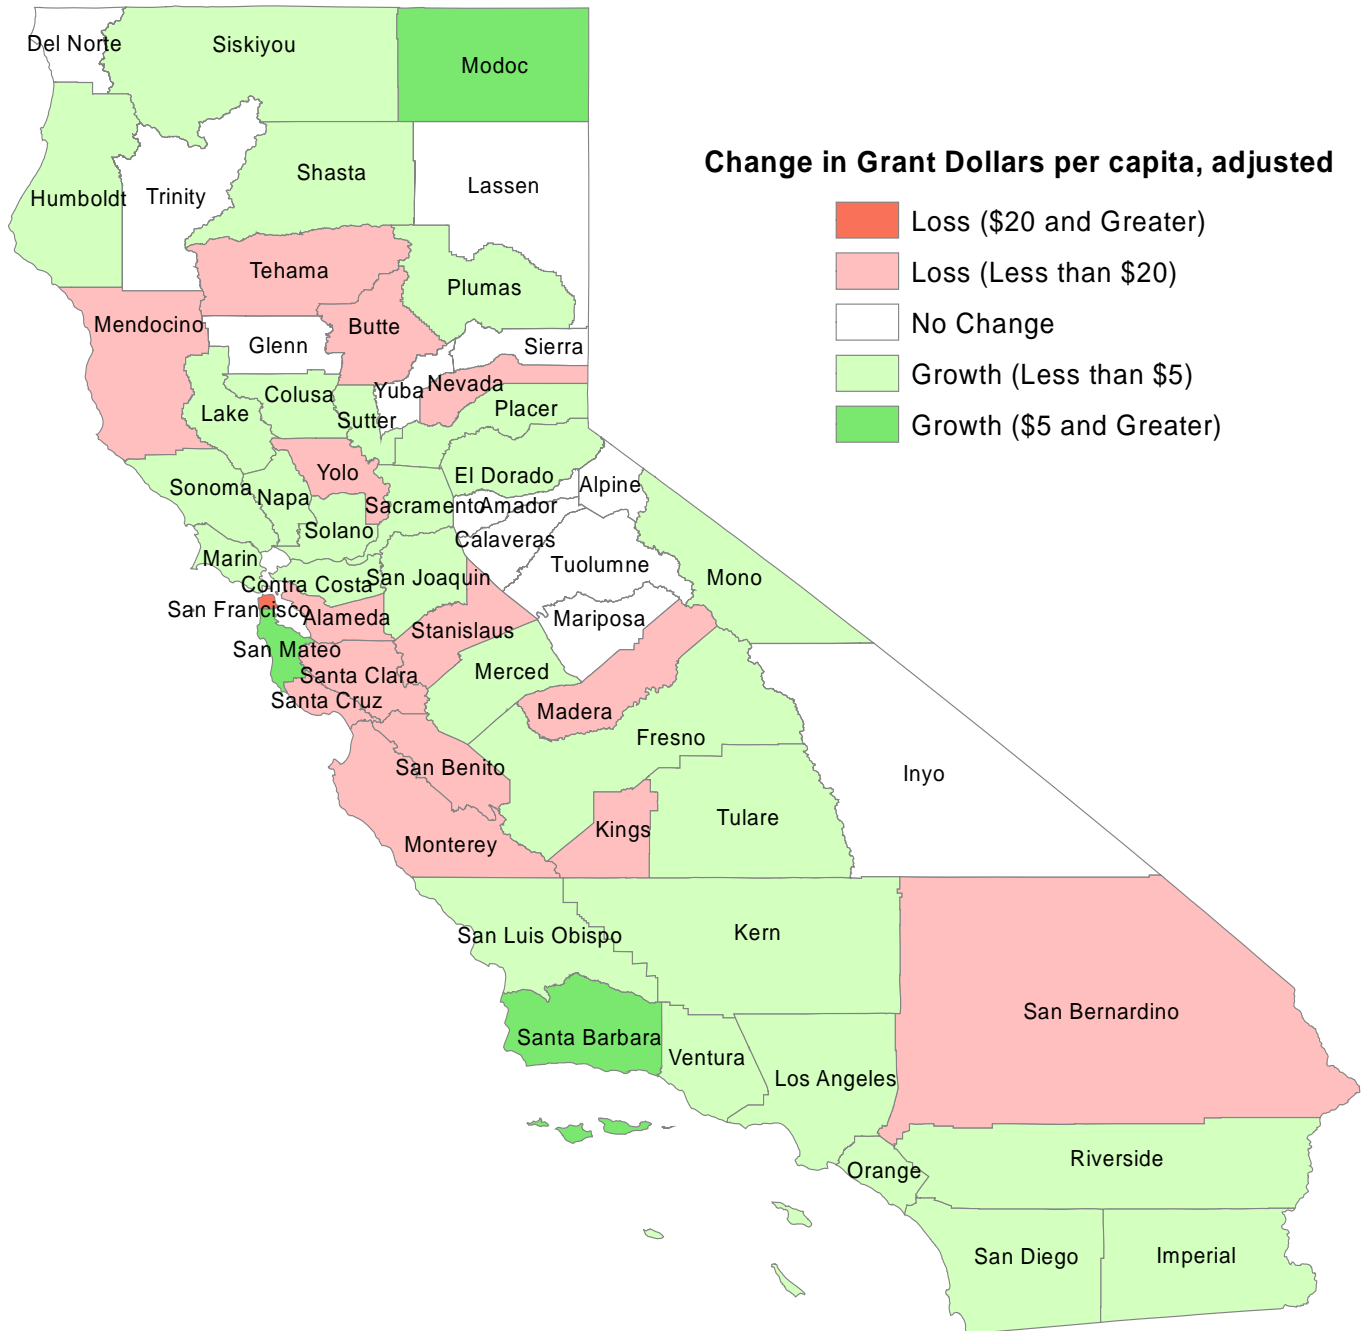 Del Norte
Siskiyou
Modoc
Change in Grant Dollars per capita, adjusted
Loss ($20 and Greater)
Loss (Less than $20)
No Change
Growth (Less than $5)
Growth ($5 and Greater)
Humboldt
Trinity
Shasta
Lassen
Tehama
Plumas
Mendocino
Butte
Glenn
Sierra
Yuba
Nevada
Colusa
Lake
Sutter
Placer
Yolo
El Dorado
Alpine
Sonoma
Napa
Sacramento
Amador
Solano
Calaveras
Marin
Tuolumne
Contra Costa
San Joaquin
Mono
San Francisco
Alameda
Stanislaus
Mariposa
San Mateo
Santa Clara
Merced
Santa Cruz
Madera
Fresno
San Benito
Inyo
Monterey
Kings
Tulare
San Luis Obispo
Kern
Santa Barbara
Ventura
Los Angeles
San Bernardino
Orange
Riverside
San Diego
Imperial